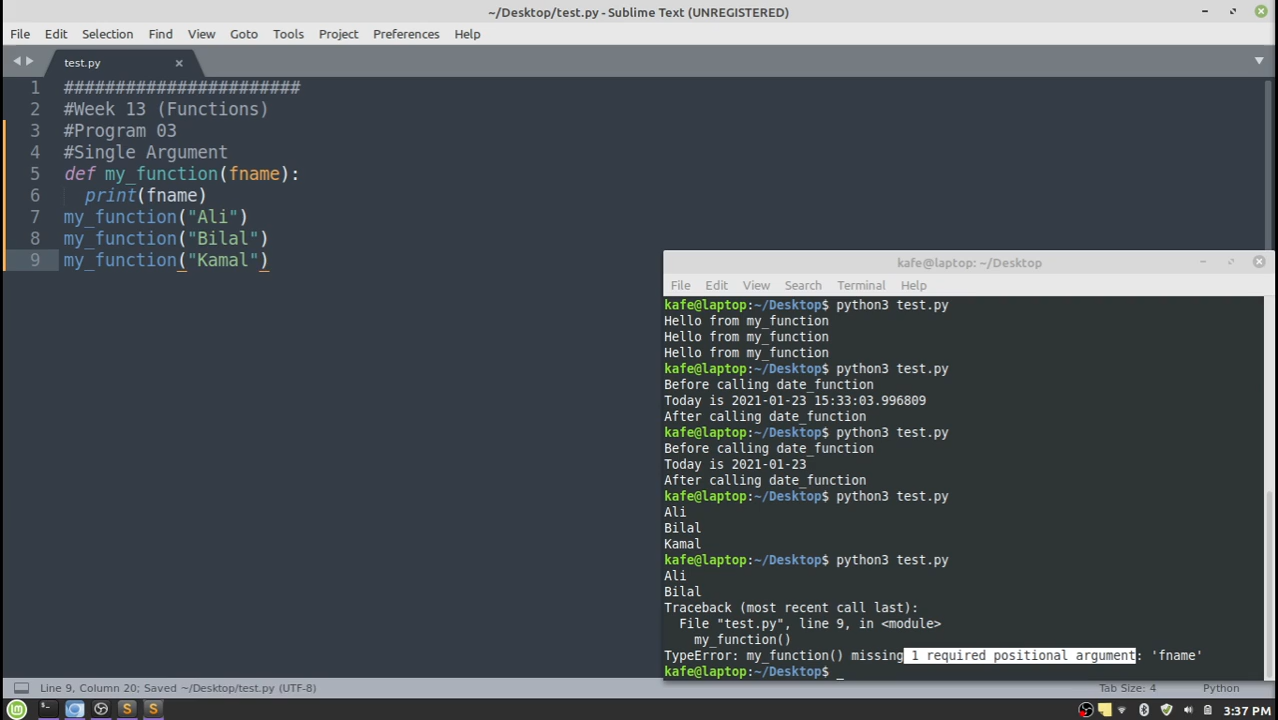 ~/Desktop/test.py - Sublime Text (UNREGISTERED)
File Edit Selection Find View Goto Tools Project Preferences Help
test.py
1 #######################
2 #Week 13 (Functions)
3 #Program 03
4 #Single Argument
5 def my_function(fname):
6 print(fname)
7 my_function("Ali")
8 my_function("Bilal")
9 my_function("Kamal")
kafe@laptop: ~/Desktop
File Edit View Search Terminal Help
kafe@laptop:~/Desktop$ python3 test.py
Hello from my_function
Hello from my_function
Hello from my_function
kafe@laptop:~/Desktop$ python3 test.py
Before calling date_function
Today is 2021-01-23 15:33:03.996809
After calling date_function
kafe@laptop:~/Desktop$ python3 test.py
Before calling date_function
Today is 2021-01-23
After calling date_function
kafe@laptop:~/Desktop$ python3 test.py
Ali
Bilal
Kamal
kafe@laptop:~/Desktop$ python3 test.py
Ali
Bilal
Traceback (most recent call last):
File "test.py", line 9, in <module>
my_function()
TypeError: my_function() missing 1 required positional argument: 'fname'
kafe@laptop:~/Desktop$ _
Line 9, Column 20; Saved ~/Desktop/test.py (UTF-8)
Tab Size: 4 Python
3:37 PM